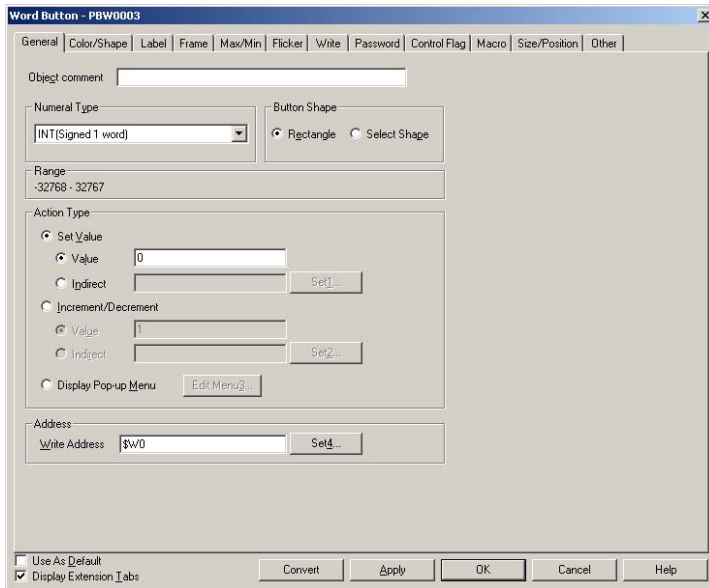 Word Button - PBW0003
General Color/Shape Label Frame Max/Min Flicker Write Password Control Flag Macro Size/Position Other
Object comment
Numeral Type Button Shape
INT(Signed 1 word) Rectangle Select Shape
Range
-32768 - 32767
Action Type
Set Value
Value 0
Indirect Set1...
Increment/Decrement
Value 1
Indirect Set2...
Display Pop-up Menu Edit Menu3...
Address
Write Address $W0 Set4...
Use As Default
Display Extension Tabs Convert Apply OK Cancel Help